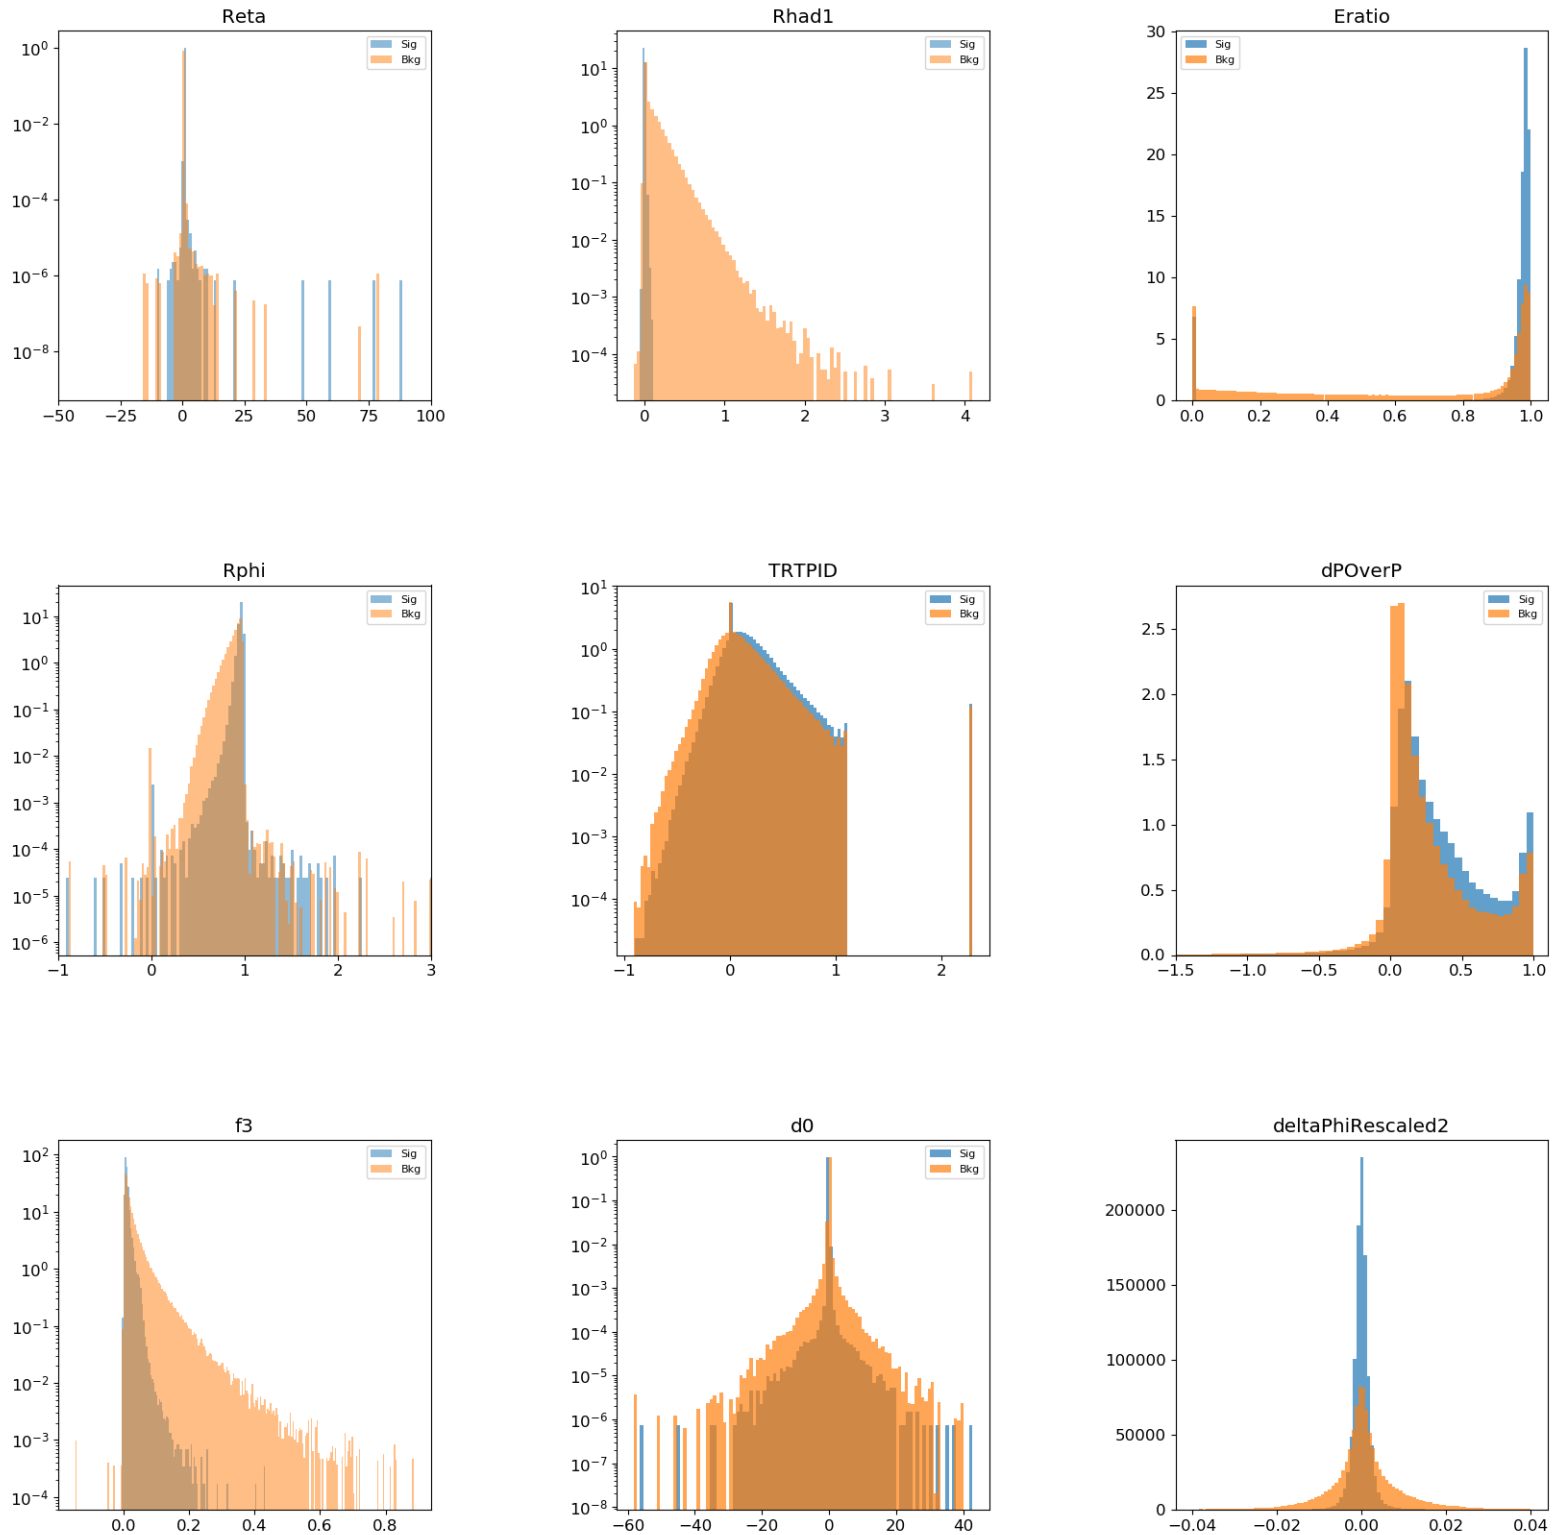 Reta
Sig
Bkg
10^0
10^−2
10^−4
10^−6
10^−8
−50 −25 0 25 50 75 100
Rhad1
Sig
Bkg
10^1
10^0
10^−1
10^−2
10^−3
10^−4
0 1 2 3 4
Eratio
Sig
Bkg
30
25
20
15
10
5
0
0.0 0.2 0.4 0.6 0.8 1.0
Rphi
Sig
Bkg
10^1
10^0
10^−1
10^−2
10^−3
10^−4
10^−5
10^−6
−1 0 1 2 3
TRTPID
Sig
Bkg
10^1
10^0
10^−1
10^−2
10^−3
10^−4
−1 0 1 2
dPOverP
Sig
Bkg
2.5
2.0
1.5
1.0
0.5
0.0
−1.5 −1.0 −0.5 0.0 0.5 1.0
f3
Sig
Bkg
10^2
10^1
10^0
10^−1
10^−2
10^−3
10^−4
0.0 0.2 0.4 0.6 0.8
d0
Sig
Bkg
10^0
10^−1
10^−2
10^−3
10^−4
10^−5
10^−6
10^−7
10^−8
−60 −40 −20 0 20 40
deltaPhiRescaled2
200000
150000
100000
50000
0
−0.04 −0.02 0.00 0.02 0.04